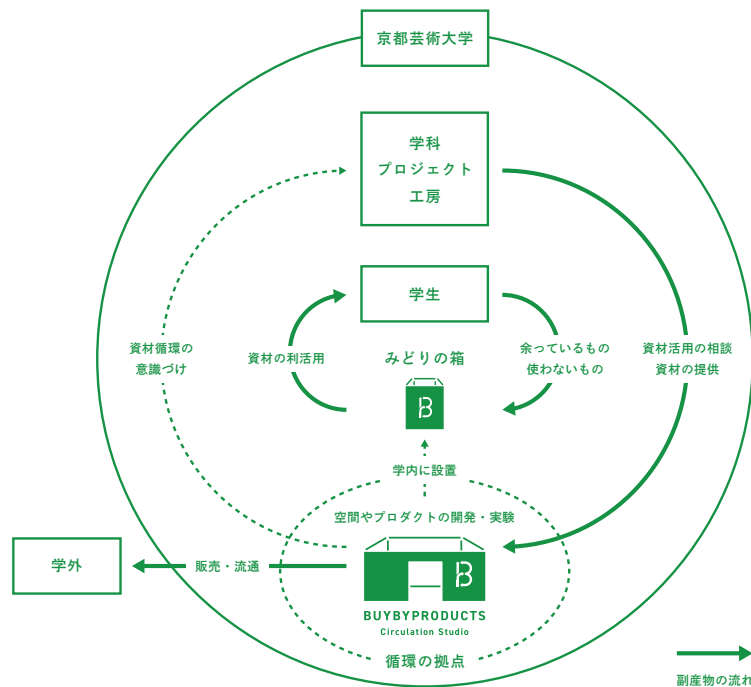 京都芸術大学
学科
プロジェクト
工房
学生
資材循環の
意識づけ
資材の利活用
みどりの箱
余っているもの
使わないもの
資材活用の相談
資材の提供
B
学内に設置
空間やプロダクトの開発・実験
B
BUYBYPRODUCTS
Circulation Studio
循環の拠点
学外
販売・流通
副産物の流れ